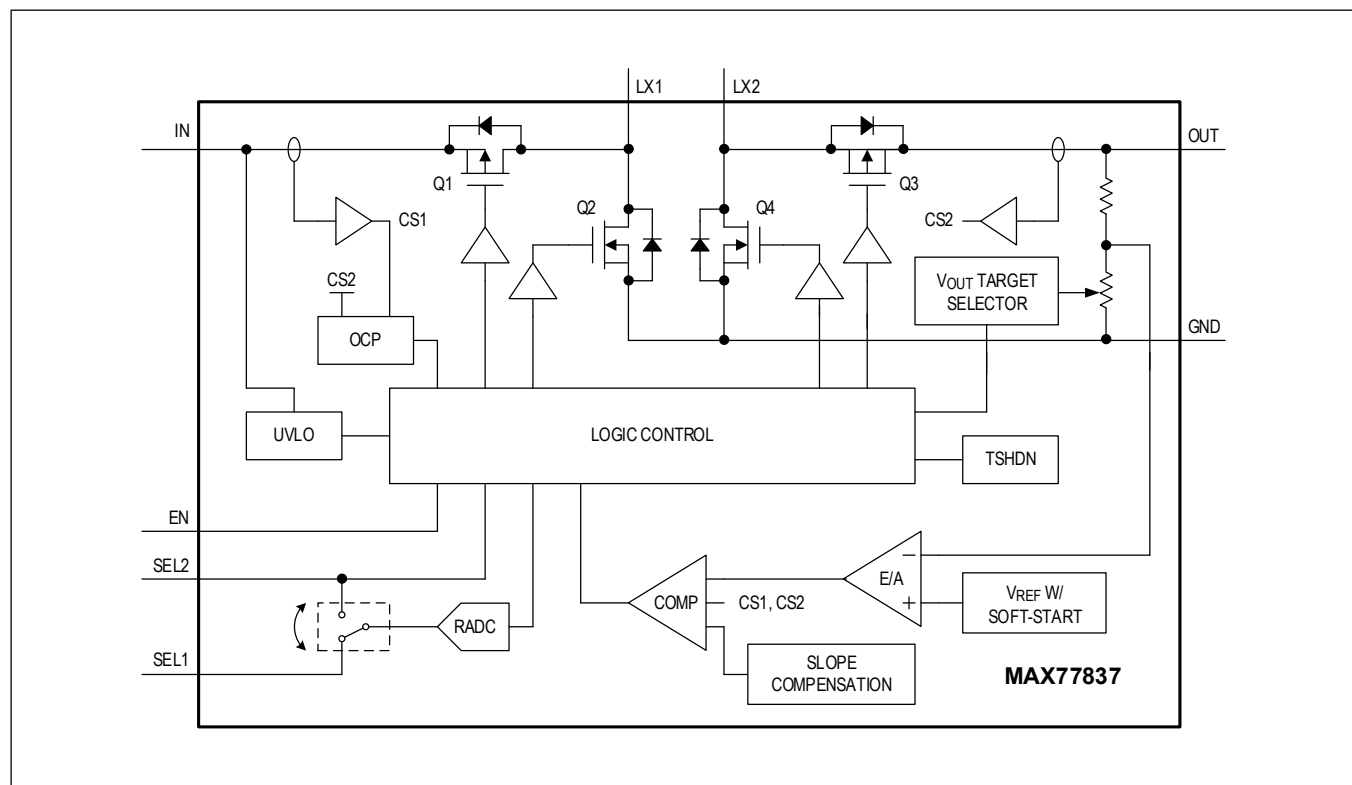 LX1
LX2
IN
OUT
Q1
Q3
Q2
Q4
CS1
CS2
CS2
VOUT TARGET
SELECTOR
OCP
GND
UVLO
LOGIC CONTROL
TSHDN
EN
SEL2
E/A
−
+
VREF W/
SOFT-START
COMP
CS1, CS2
RADC
SEL1
SLOPE
COMPENSATION
MAX77837